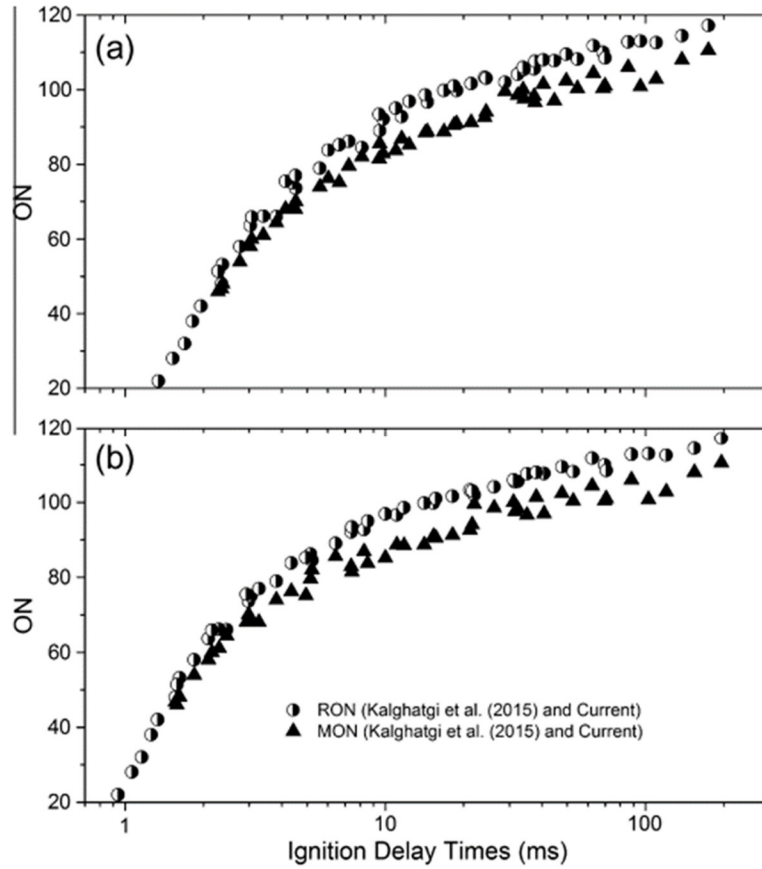 120
(a)
100
80
ON
60
40
20
120
(b)
100
80
ON
60
RON (Kalghatgi et al. (2015) and Current)
MON (Kalghatgi et al. (2015) and Current)
40
20
1 10 100
Ignition Delay Times (ms)